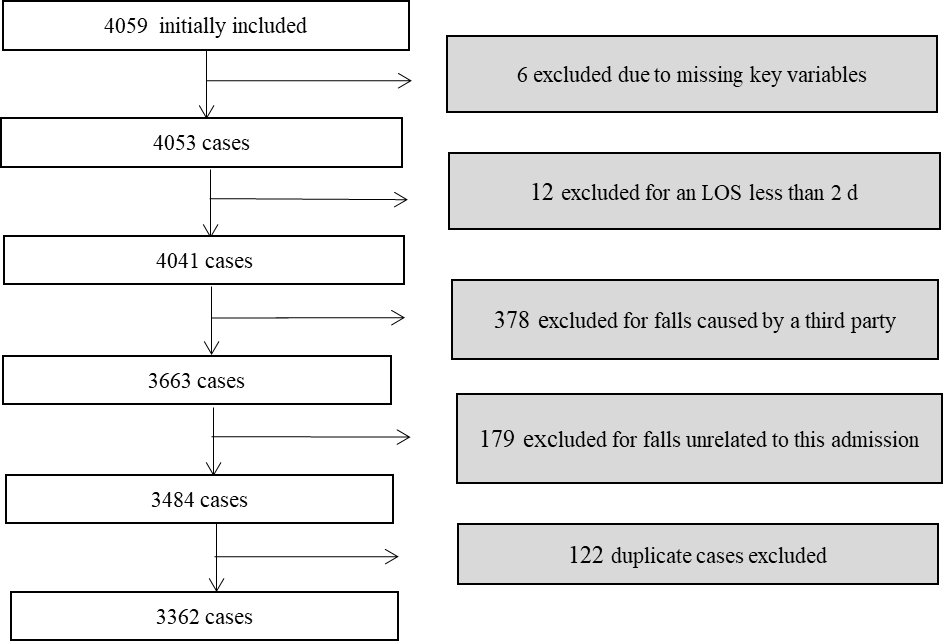 4059 initially included
6 excluded due to missing key variables
4053 cases
12 excluded for an LOS less than 2 d
4041 cases
378 excluded for falls caused by a third party
3663 cases
179 excluded for falls unrelated to this admission
3484 cases
122 duplicate cases excluded
3362 cases